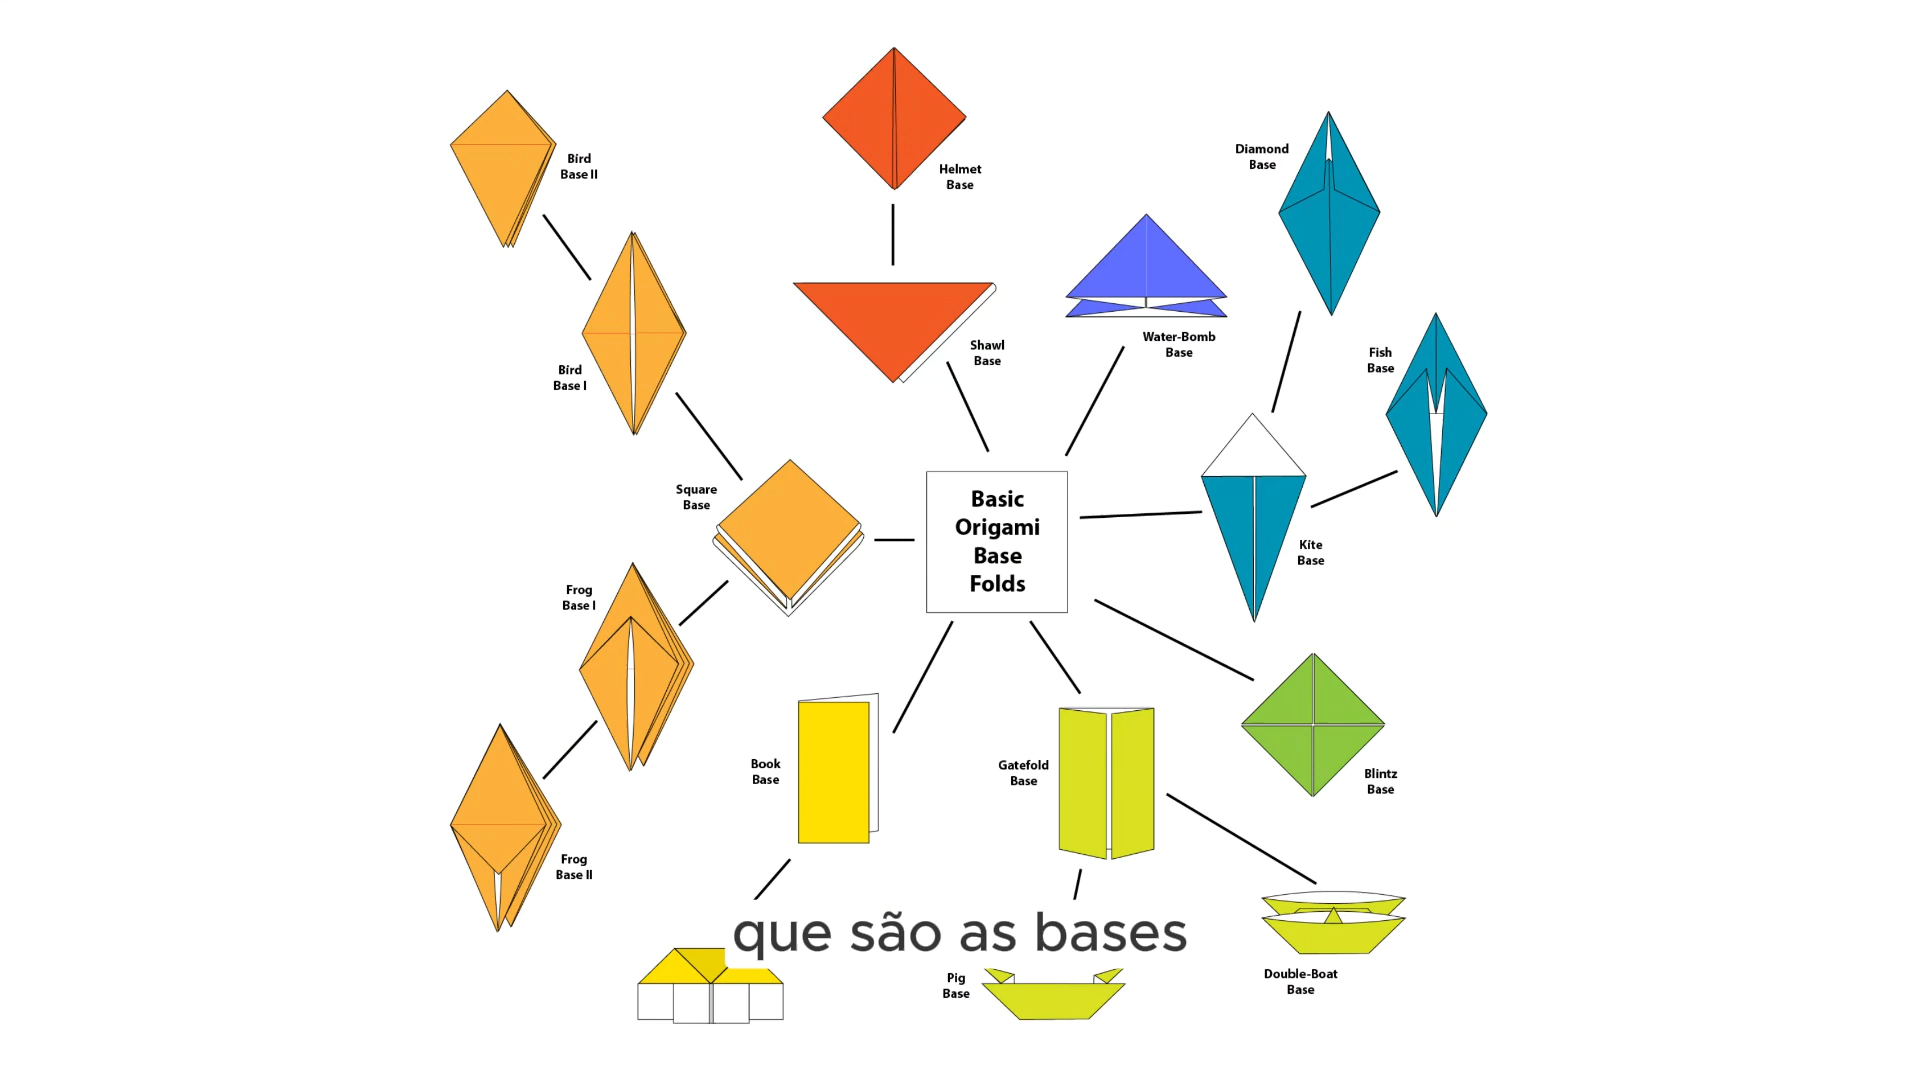 Helmet
Base
Bird
Base II
Diamond
Base
Water-Bomb
Base
Shawl
Base
Fish
Base
Bird
Base I
Square
Base
Basic
Origami
Base
Folds
Kite
Base
Frog
Base I
Book
Base
Gatefold
Base
Blintz
Base
Frog
Base II
que são as bases
Pig
Base
Double-Boat
Base